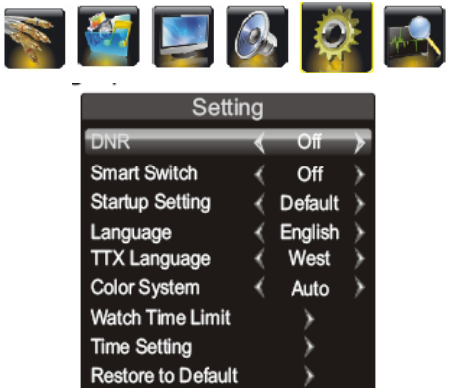 Setting
DNR Off
Smart Switch Off
Startup Setting Default
Language English
TTX Language West
Color System Auto
Watch Time Limit
Time Setting
Restore to Default